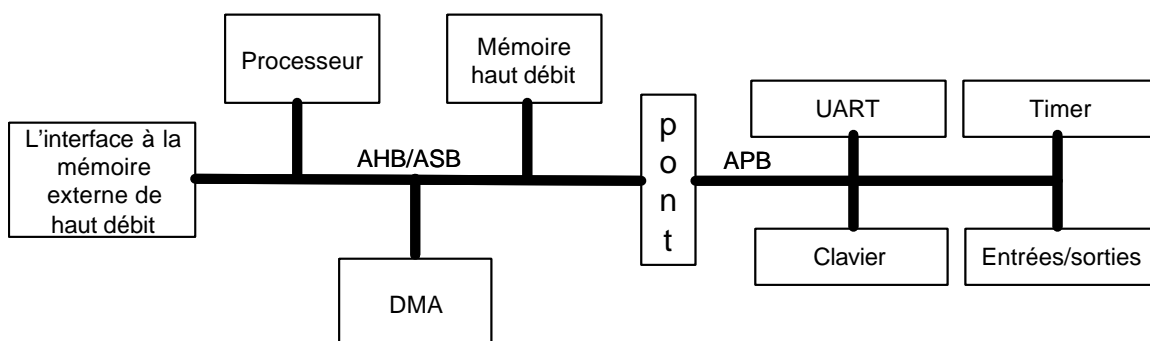 Processeur
Mémoire
haut débit
L'interface à la
mémoire
externe de
haut débit
AHB/ASB
DMA
p
o
n
t
APB
UART
Timer
Clavier
Entrées/sorties